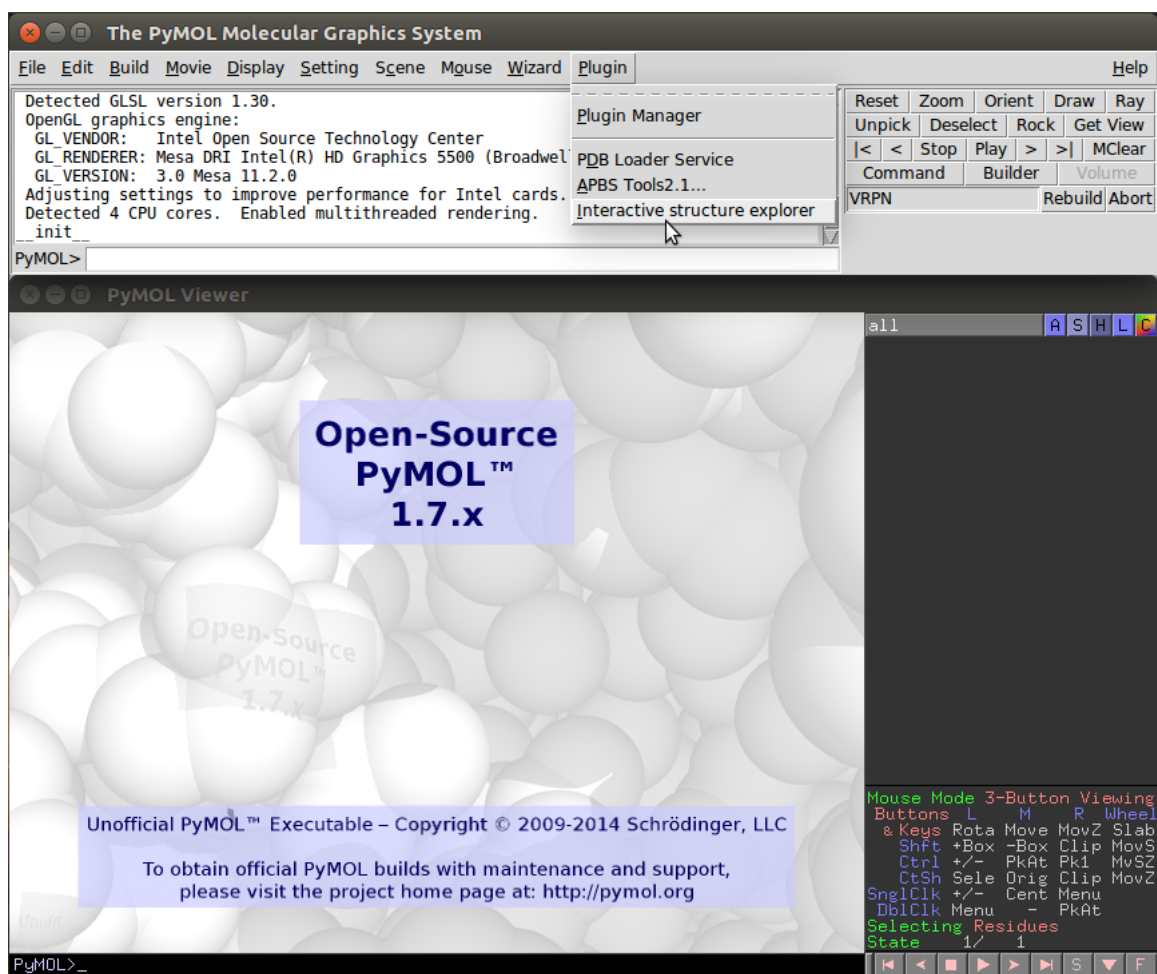 The PyMOL Molecular Graphics System
File Edit Build Movie Display Setting Scene Mouse Wizard Plugin Help
Detected GLSL version 1.30.
OpenGL graphics engine:
GL_VENDOR: Intel Open Source Technology Center
GL_RENDERER: Mesa DRI Intel(R) HD Graphics 5500 (Broadwel
GL_VERSION: 3.0 Mesa 11.2.0
Adjusting settings to improve performance for Intel cards.
Detected 4 CPU cores. Enabled multithreaded rendering.
__init__
PyMOL>
Plugin Manager
PDB Loader Service
APBS Tools2.1...
Interactive structure explorer
Reset Zoom Orient Draw Ray
Unpick Deselect Rock Get View
|< < Stop Play > >| MClear
Command Builder Volume
VRPN Rebuild Abort
PyMOL Viewer
all A S H L C
Open-Source
PyMOL™
1.7.x
Open-Source
PyMOL™
1.7.x
Unofficial PyMOL™ Executable – Copyright © 2009-2014 Schrödinger, LLC
To obtain official PyMOL builds with maintenance and support,
please visit the project home page at: http://pymol.org
Mouse Mode 3-Button Viewing
Buttons L M R Wheel
& Keys Rota Move MovZ Slab
Shft +Box -Box Clip MovS
Ctrl +/- PkAt Pk1 MvSZ
CtSh Sele Orig Clip MovZ
SnglClk +/- Cent Menu
DblClk Menu - PkAt
Selecting Residues
State 1/ 1
PyMOL>_
S F